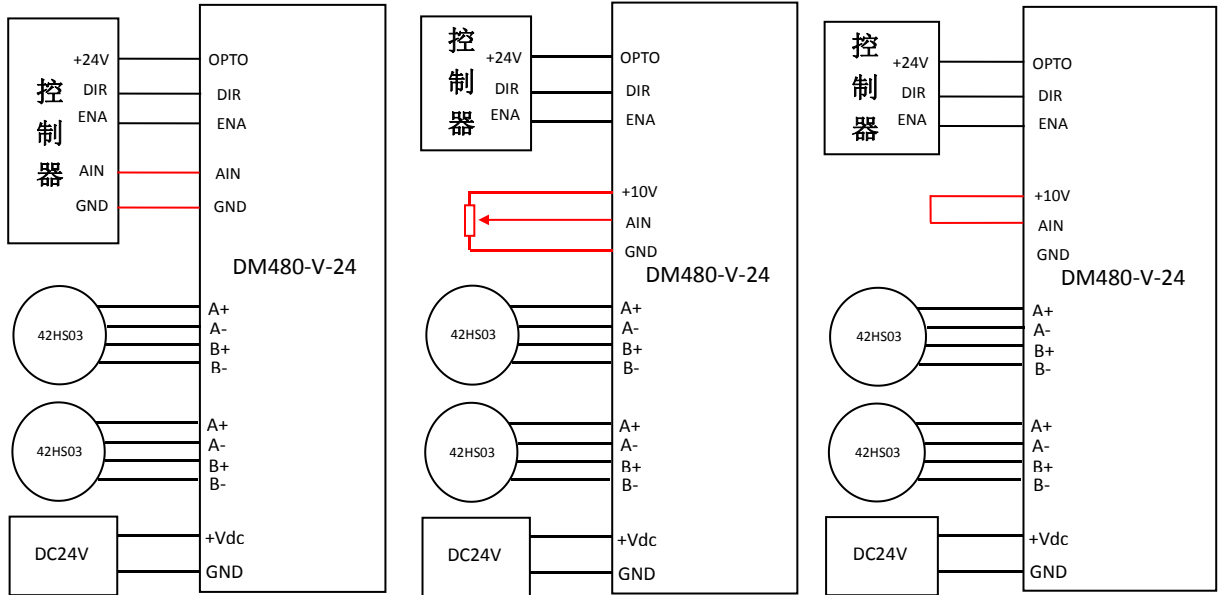 控制器
+24V
DIR
ENA
AIN
GND
OPTO
DIR
ENA
AIN
GND
DM480-V-24
42HS03
A+
A-
B+
B-
42HS03
A+
A-
B+
B-
DC24V
+Vdc
GND
控制器
+24V
DIR
ENA
OPTO
DIR
ENA
+10V
AIN
GND
DM480-V-24
42HS03
A+
A-
B+
B-
42HS03
A+
A-
B+
B-
DC24V
+Vdc
GND
控制器
+24V
DIR
ENA
OPTO
DIR
ENA
+10V
AIN
GND
DM480-V-24
42HS03
A+
A-
B+
B-
42HS03
A+
A-
B+
B-
DC24V
+Vdc
GND